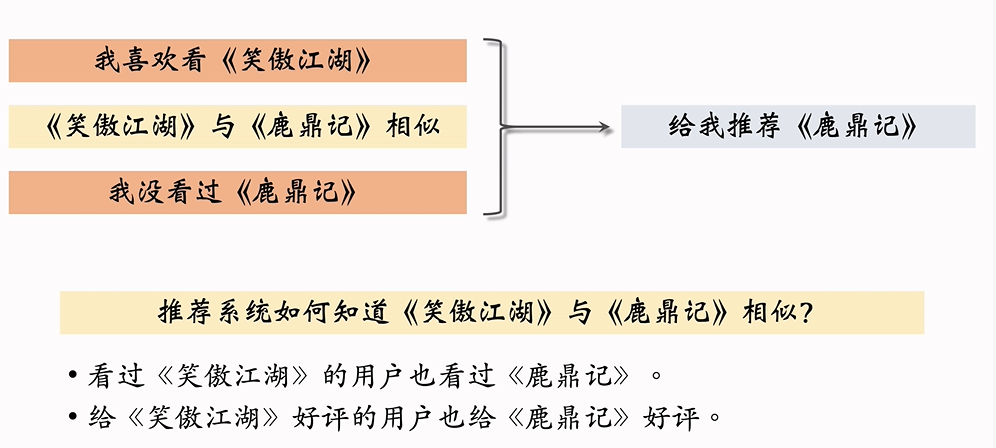 我喜欢看《笑傲江湖》
《笑傲江湖》与《鹿鼎记》相似
我没看过《鹿鼎记》
给我推荐《鹿鼎记》
推荐系统如何知道《笑傲江湖》与《鹿鼎记》相似?
• 看过《笑傲江湖》的用户也看过《鹿鼎记》。
• 给《笑傲江湖》好评的用户也给《鹿鼎记》好评。